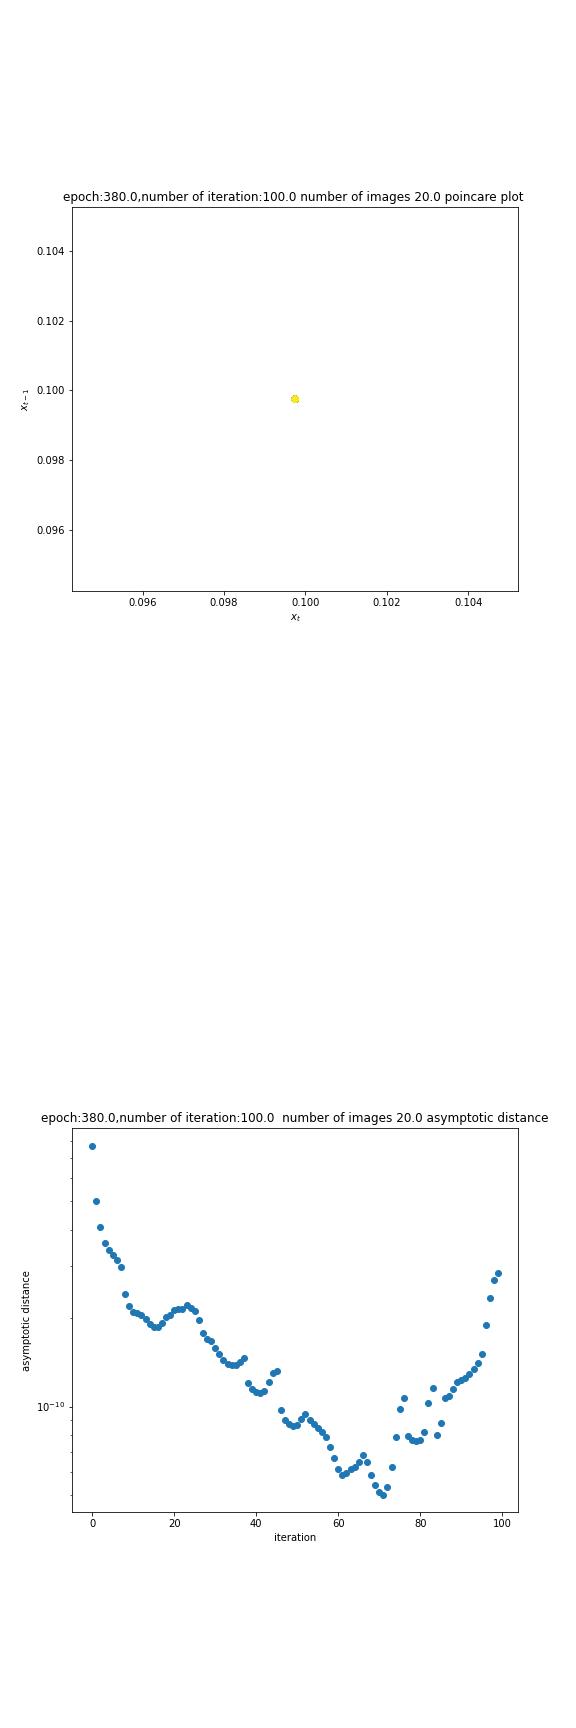 epoch:380.0,number of iteration:100.0 number of images 20.0 poincare plot
0.104
0.102
0.100
0.098
0.096
x_{t-1}
0.096 0.098 0.100 0.102 0.104
x_t
epoch:380.0,number of iteration:100.0  number of images 20.0 asymptotic distance
asymptotic distance
10^{-10}
0 20 40 60 80 100
iteration